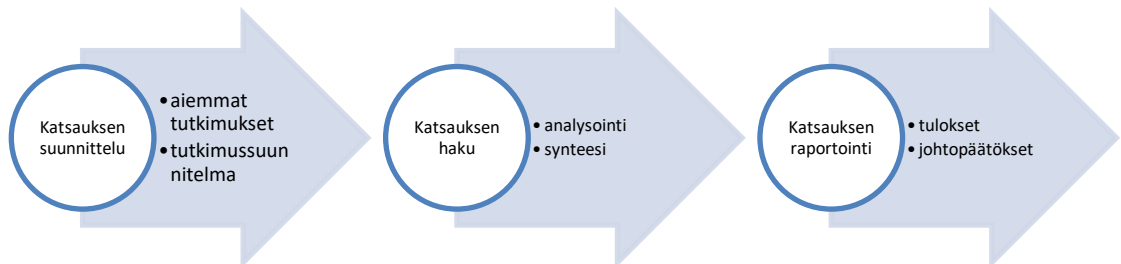 Katsauksen
suunnittelu
• aiemmat
tutkimukset
• tutkimussuun
nitelma
Katsauksen
haku
• analysointi
• synteesi
Katsauksen
raportointi
• tulokset
• johtopäätökset